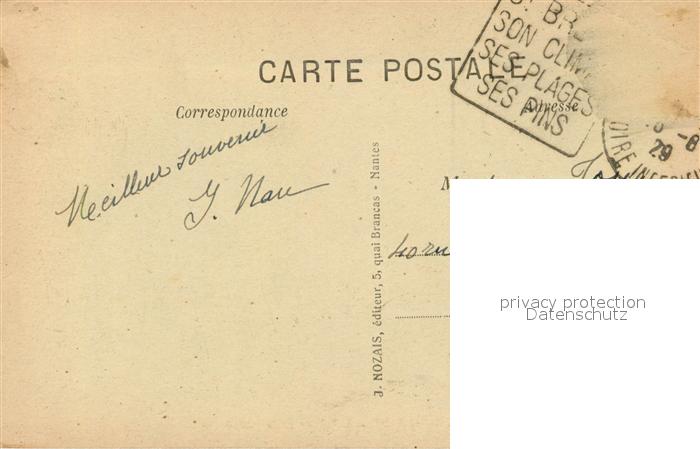 CARTE POSTALE
SON CLIM
SES PLAGES
SES PINS
Correspondance
Adresse
Meilleur souvenir
J. Nau
29
J. NOZAIS, éditeur, 5, quai Brancas - Nantes
privacy protection
Datenschutz